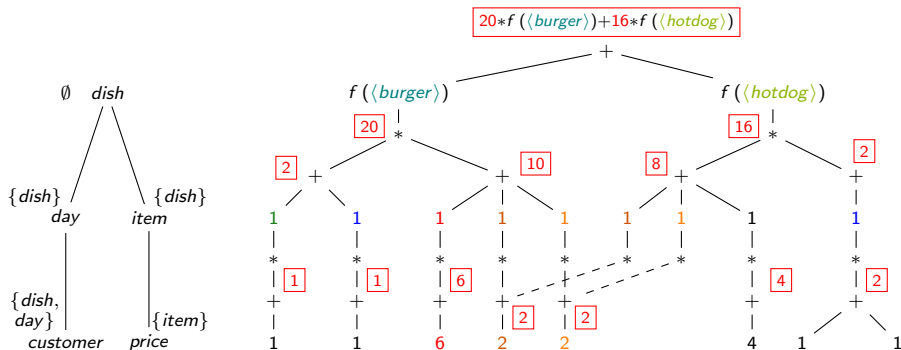 20*f (⟨burger⟩)+16*f (⟨hotdog⟩)
+
∅ dish
f (⟨burger⟩) f (⟨hotdog⟩)
20 * 16 *
2 + 10 + 8 + 2 +
{dish} {dish}
day item
1 1 1 1 1 1 1 1 1
* * * * * * * * *
1 1 6 4 2
+ + + + + + +
{dish,
day} {item}
2 2
customer price
1 1 6 2 2 4 1 1